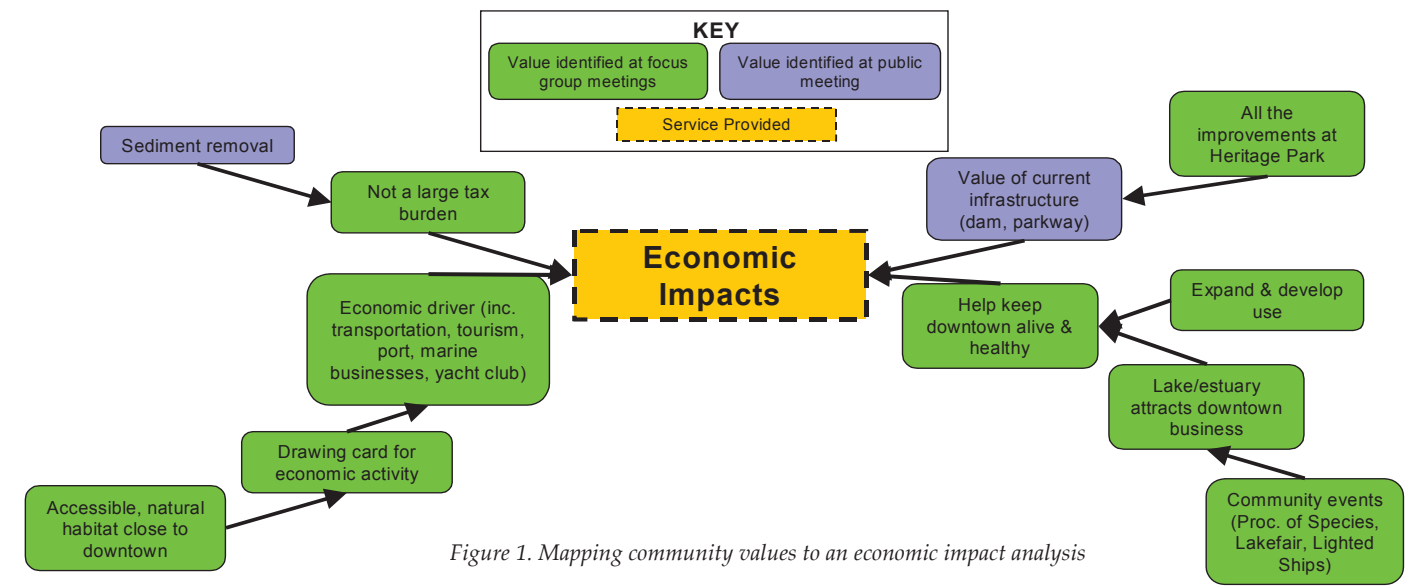 KEY
Value identified at focus
group meetings
Value identified at public
meeting
Service Provided
Sediment removal
Not a large tax
burden
Economic driver (inc.
transportation, tourism,
port, marine
businesses, yacht club)
Drawing card for
economic activity
Accessible, natural
habitat close to
downtown
Economic
Impacts
All the
improvements at
Heritage Park
Value of current
infrastructure
(dam, parkway)
Help keep
downtown alive &
healthy
Expand & develop
use
Lake/estuary
attracts downtown
business
Community events
(Proc. of Species,
Lakefair, Lighted
Ships)
Figure 1. Mapping community values to an economic impact analysis